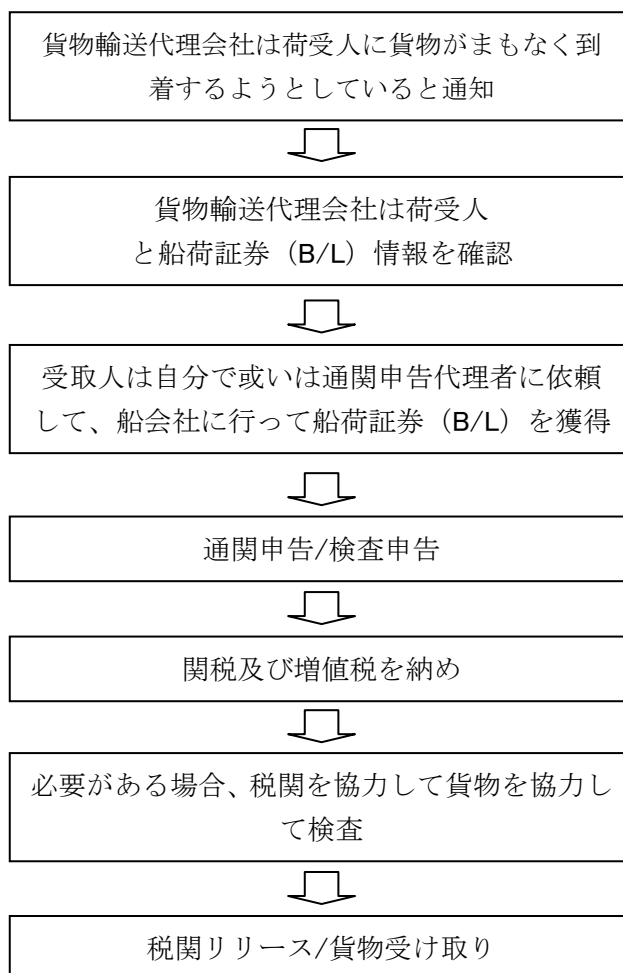 貨物輸送代理会社は荷受人に貨物がまもなく到
着するようとしていると通知
貨物輸送代理会社は荷受人
と船荷証券（B/L）情報を確認
受取人は自分で或いは通関申告代理者に依頼
して、船会社に行って船荷証券（B/L）を獲得
通関申告/検査申告
関税及び増値税を納め
必要がある場合、税関を協力して貨物を協力し
て検査
税関リリース/貨物受け取り